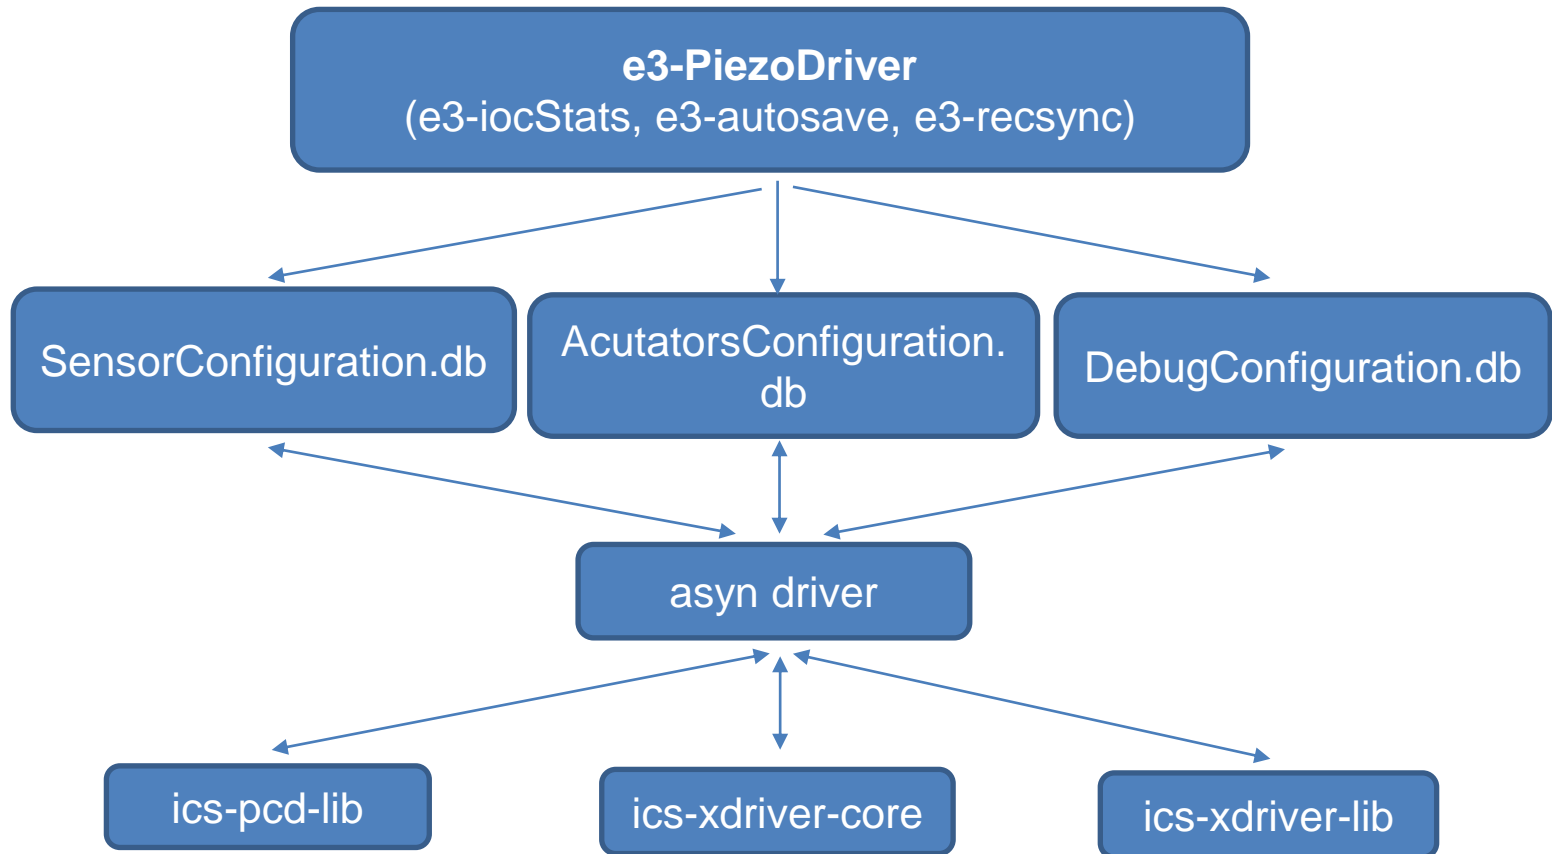 e3-PiezoDriver
(e3-iocStats, e3-autosave, e3-recsync)
SensorConfiguration.db
AcutatorsConfiguration.
db
DebugConfiguration.db
asyn driver
ics-pcd-lib
ics-xdriver-core
ics-xdriver-lib